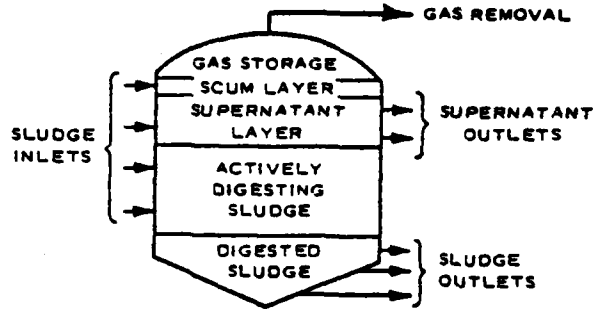 GAS REMOVAL
GAS STORAGE
SCUM LAYER
SUPERNATANT
LAYER
SLUDGE
INLETS
SUPERNATANT
OUTLETS
ACTIVELY
DIGESTING
SLUDGE
DIGESTED
SLUDGE
SLUDGE
OUTLETS